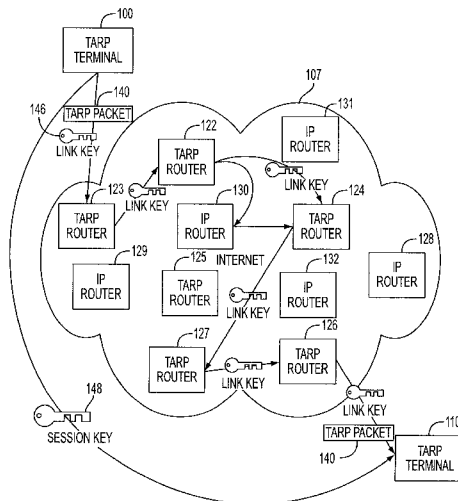 100
TARP
TERMINAL
140
TARP PACKET
146
LINK KEY
107
131
IP
ROUTER
122
TARP
ROUTER
LINK KEY
123
TARP
ROUTER
LINK KEY
130
IP
ROUTER
124
TARP
ROUTER
INTERNET
129
IP
ROUTER
125
TARP
ROUTER
132
IP
ROUTER
128
IP
ROUTER
LINK KEY
127
TARP
ROUTER
LINK KEY
126
TARP
ROUTER
LINK KEY
148
SESSION KEY
TARP PACKET
140
110
TARP
TERMINAL